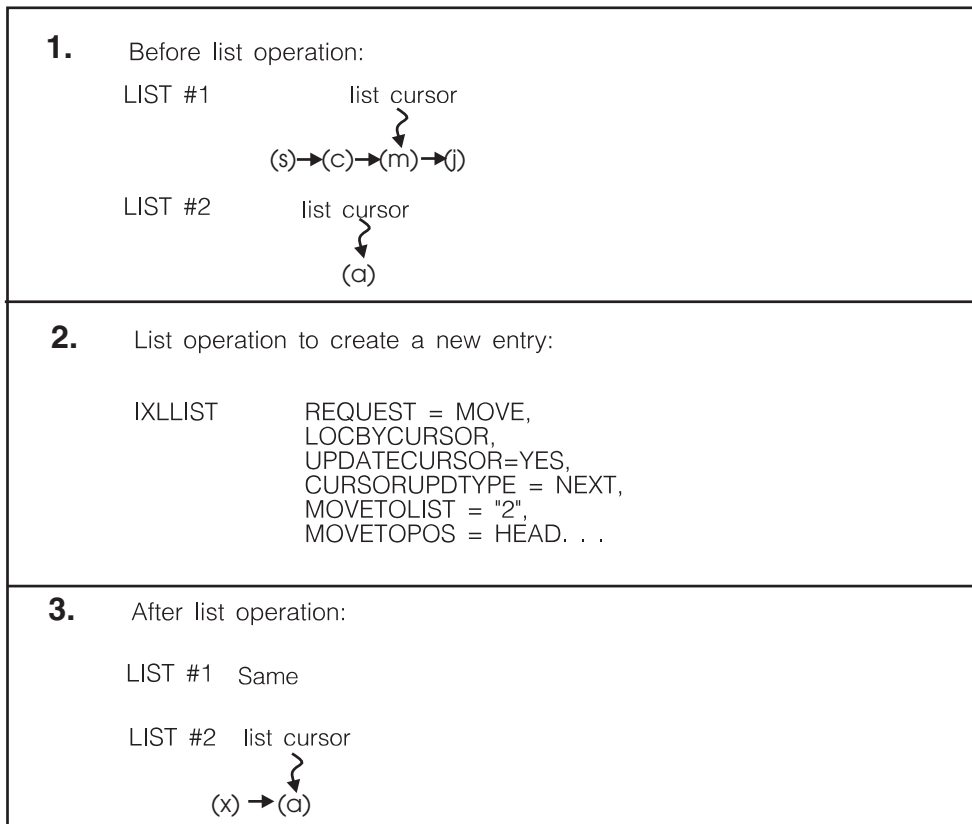 1. Before list operation:
LIST #1 list cursor
(s)→(c)→(m)→(j)
LIST #2 list cursor
(a)
2. List operation to create a new entry:
IXLLIST REQUEST = MOVE,
LOCBYCURSOR,
UPDATECURSOR=YES,
CURSORUPDTYPE = NEXT,
MOVETOLIST = "2",
MOVETOPOS = HEAD. . .
3. After list operation:
LIST #1 Same
LIST #2 list cursor
(x) →(a)